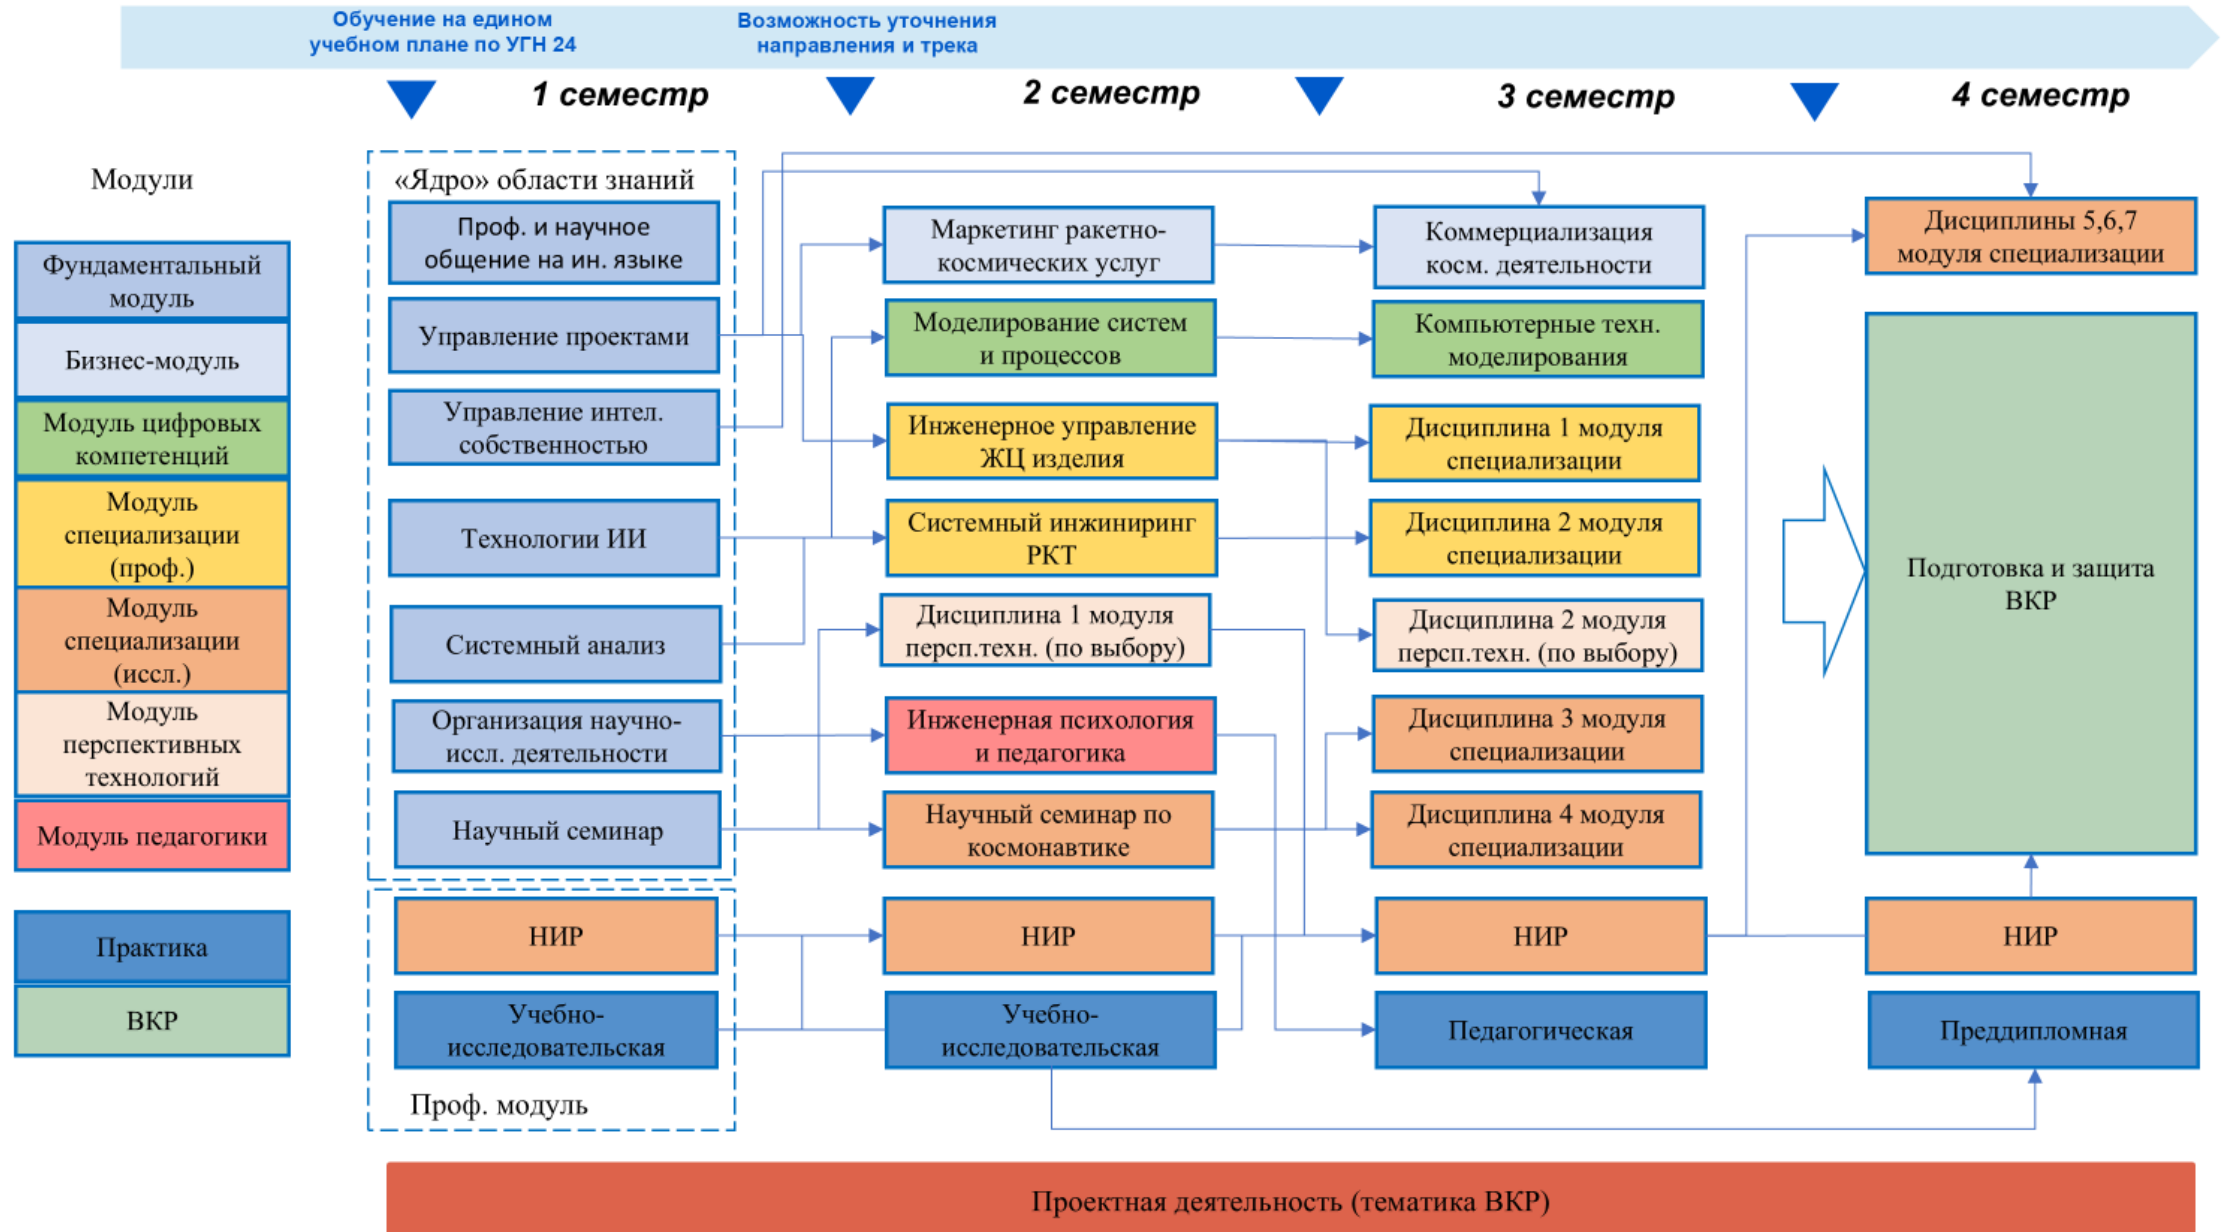 Обучение на едином
учебном плане по УГН 24
Возможность уточнения
направления и трека
1 семестр
2 семестр
3 семестр
4 семестр
Модули
Фундаментальный
модуль
Бизнес-модуль
Модуль цифровых
компетенций
Модуль
специализации
(проф.)
Модуль
специализации
(иссл.)
Модуль
перспективных
технологий
Модуль педагогики
Практика
ВКР
«Ядро» области знаний
Проф. и научное
общение на ин. языке
Управление проектами
Управление интел.
собственностью
Технологии ИИ
Системный анализ
Организация научно-
иссл. деятельности
Научный семинар
НИР
Учебно-
исследовательская
Проф. модуль
Маркетинг ракетно-
космических услуг
Моделирование систем
и процессов
Инженерное управление
ЖЦ изделия
Системный инжиниринг
РКТ
Дисциплина 1 модуля
персп.техн. (по выбору)
Инженерная психология
и педагогика
Научный семинар по
космонавтике
НИР
Учебно-
исследовательская
Коммерциализация
косм. деятельности
Компьютерные техн.
моделирования
Дисциплина 1 модуля
специализации
Дисциплина 2 модуля
специализации
Дисциплина 2 модуля
персп.техн. (по выбору)
Дисциплина 3 модуля
специализации
Дисциплина 4 модуля
специализации
НИР
Педагогическая
Дисциплины 5,6,7
модуля специализации
Подготовка и защита
ВКР
НИР
Преддипломная
Проектная деятельность (тематика ВКР)